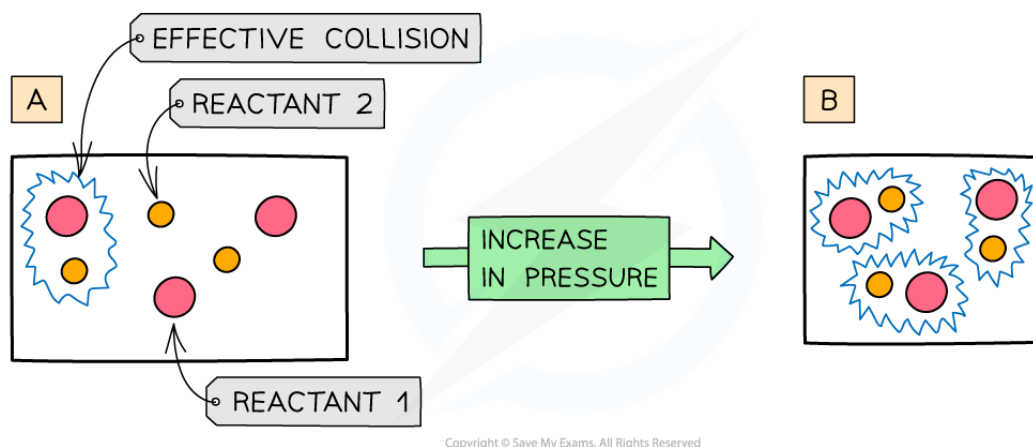 EFFECTIVE COLLISION
A
REACTANT 2
B
INCREASE
IN PRESSURE
REACTANT 1
Copyright © Save My Exams. All Rights Reserved